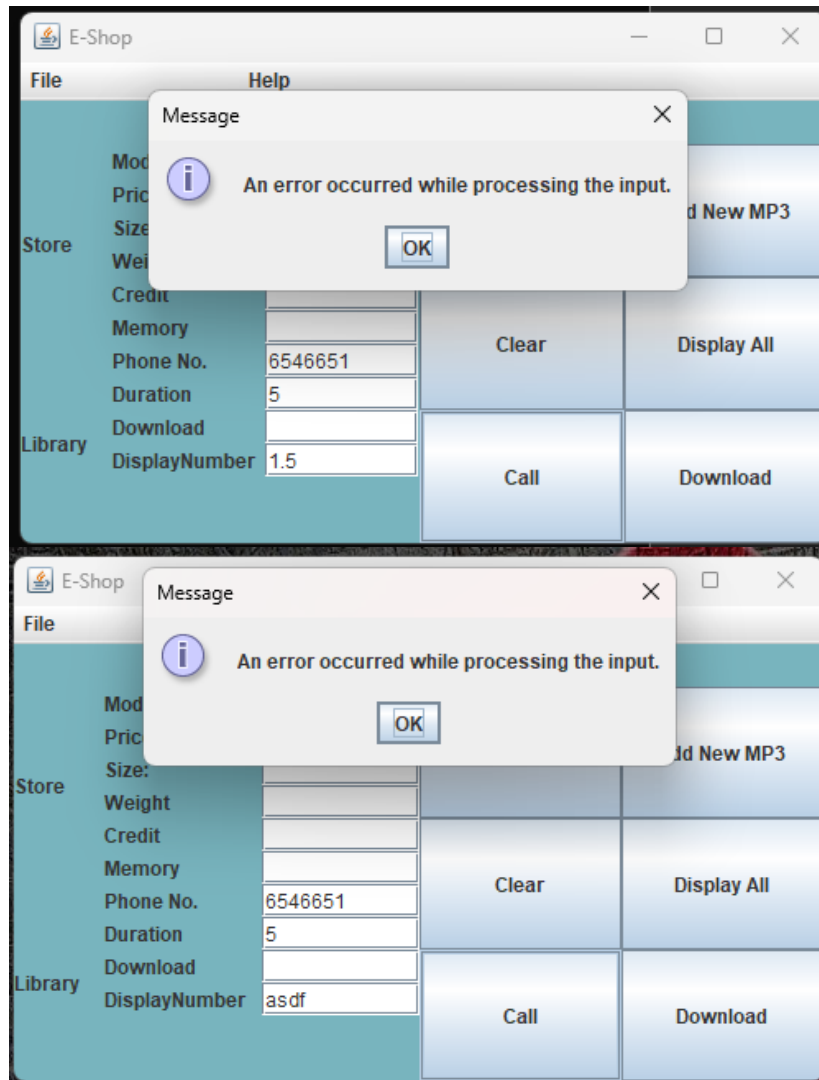 E-Shop
File Help
Message
An error occurred while processing the input.
OK
Store
Size
Credit
Memory
Phone No. 6546651
Duration 5
Download
DisplayNumber 1.5
Library
New MP3
Clear
Display All
Call
Download
E-Shop
File
Message
An error occurred while processing the input.
OK
Store
Size:
Weight
Credit
Memory
Phone No. 6546651
Duration 5
Download
DisplayNumber asdf
Library
New MP3
Clear
Display All
Call
Download